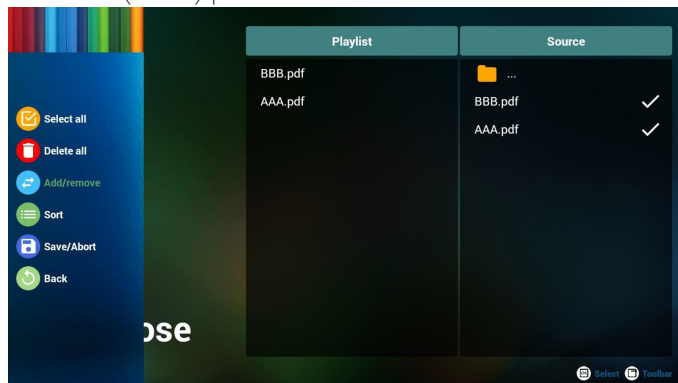 Playlist
Source
BBB.pdf
AAA.pdf
...
BBB.pdf
AAA.pdf
Select all
Delete all
Add/remove
Sort
Save/Abort
Back
ose
Select
Toolbar